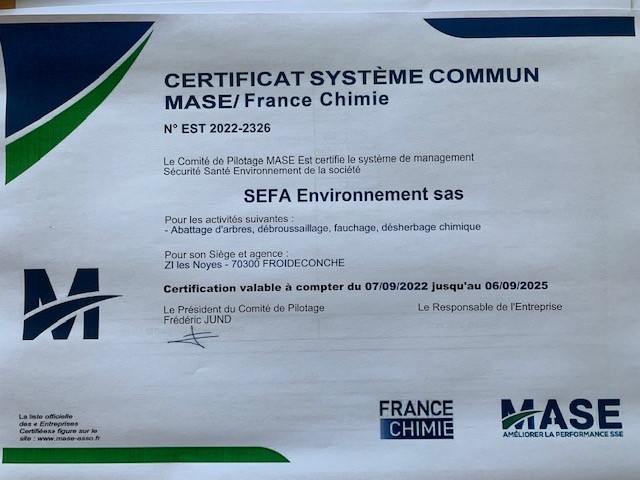 CERTIFICAT SYSTÈME COMMUN
MASE/ France Chimie
N° EST 2022-2326
Le Comité de Pilotage MASE Est certifie le système de management
Sécurité Santé Environnement de la société
SEFA Environnement sas
Pour les activités suivantes :
- Abattage d'arbres, débroussaillage, fauchage, désherbage chimique
Pour son Siège et agence :
ZI les Noyes - 70300 FROIDECONCHE
Certification valable à compter du 07/09/2022 jusqu'au 06/09/2025
Le Président du Comité de Pilotage
Le Responsable de l'Entreprise
Frédéric JUND
M
La liste officielle
des « Entreprises
Certifiées» figure sur le
site : www.mase-asso.fr
FRANCE
CHIMIE
MASE
AMÉLIORER LA PERFORMANCE SSE